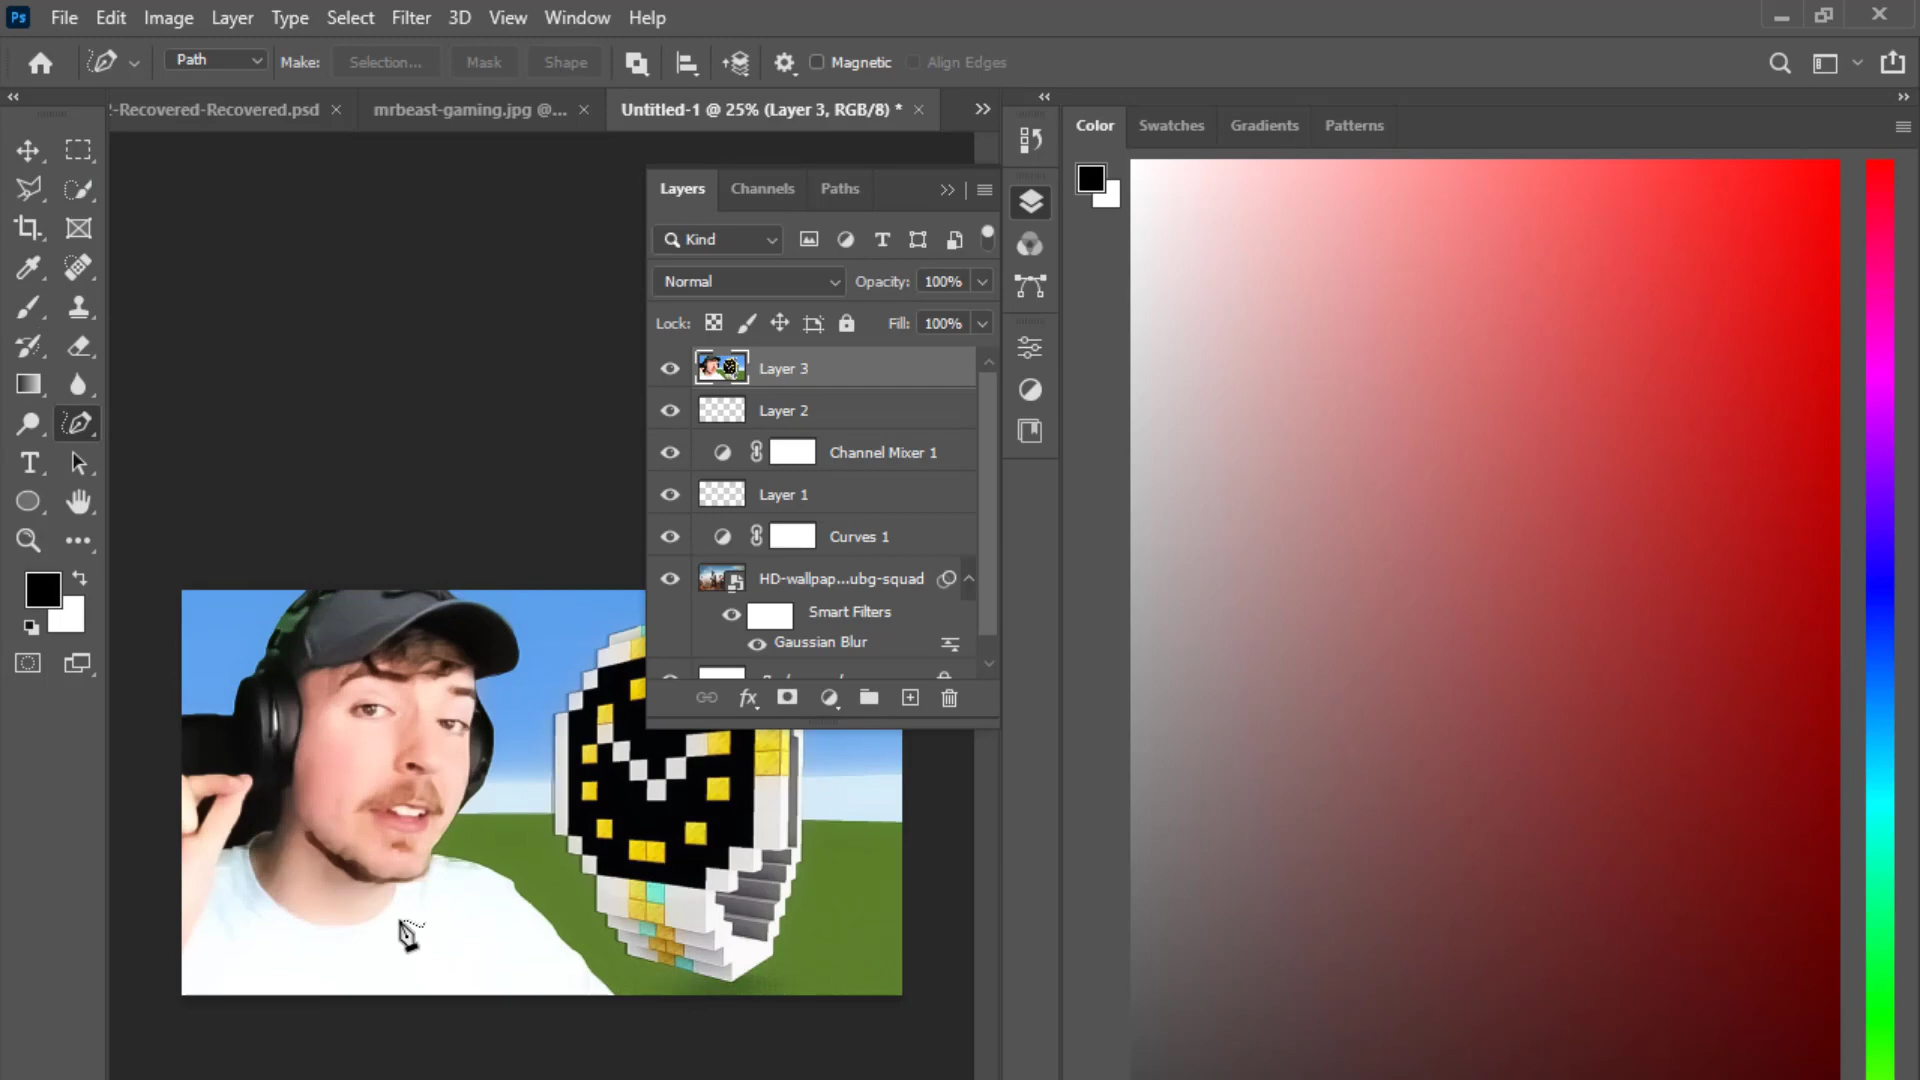 Ps File Edit Image Layer Type Select Filter 3D View Window Help
Path Make: Selection... Mask Shape Magnetic Align Edges
-Recovered-Recovered.psd mrbeast-gaming.jpg @... Untitled-1 @ 25% (Layer 3, RGB/8) *
Layers Channels Paths
Kind
Normal Opacity: 100%
Lock: Fill: 100%
Layer 3
Layer 2
Channel Mixer 1
Layer 1
Curves 1
HD-wallpap...ubg-squad
Smart Filters
Gaussian Blur
fx
Color Swatches Gradients Patterns